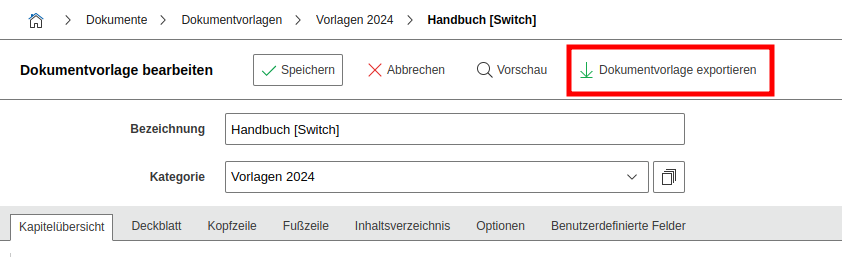 Dokumente Dokumentvorlagen Vorlagen 2024 Handbuch [Switch]
Dokumentvorlage bearbeiten Speichern Abbrechen Vorschau Dokumentvorlage exportieren
Bezeichnung Handbuch [Switch]
Kategorie Vorlagen 2024
Kapitelübersicht Deckblatt Kopfzeile Fußzeile Inhaltsverzeichnis Optionen Benutzerdefinierte Felder